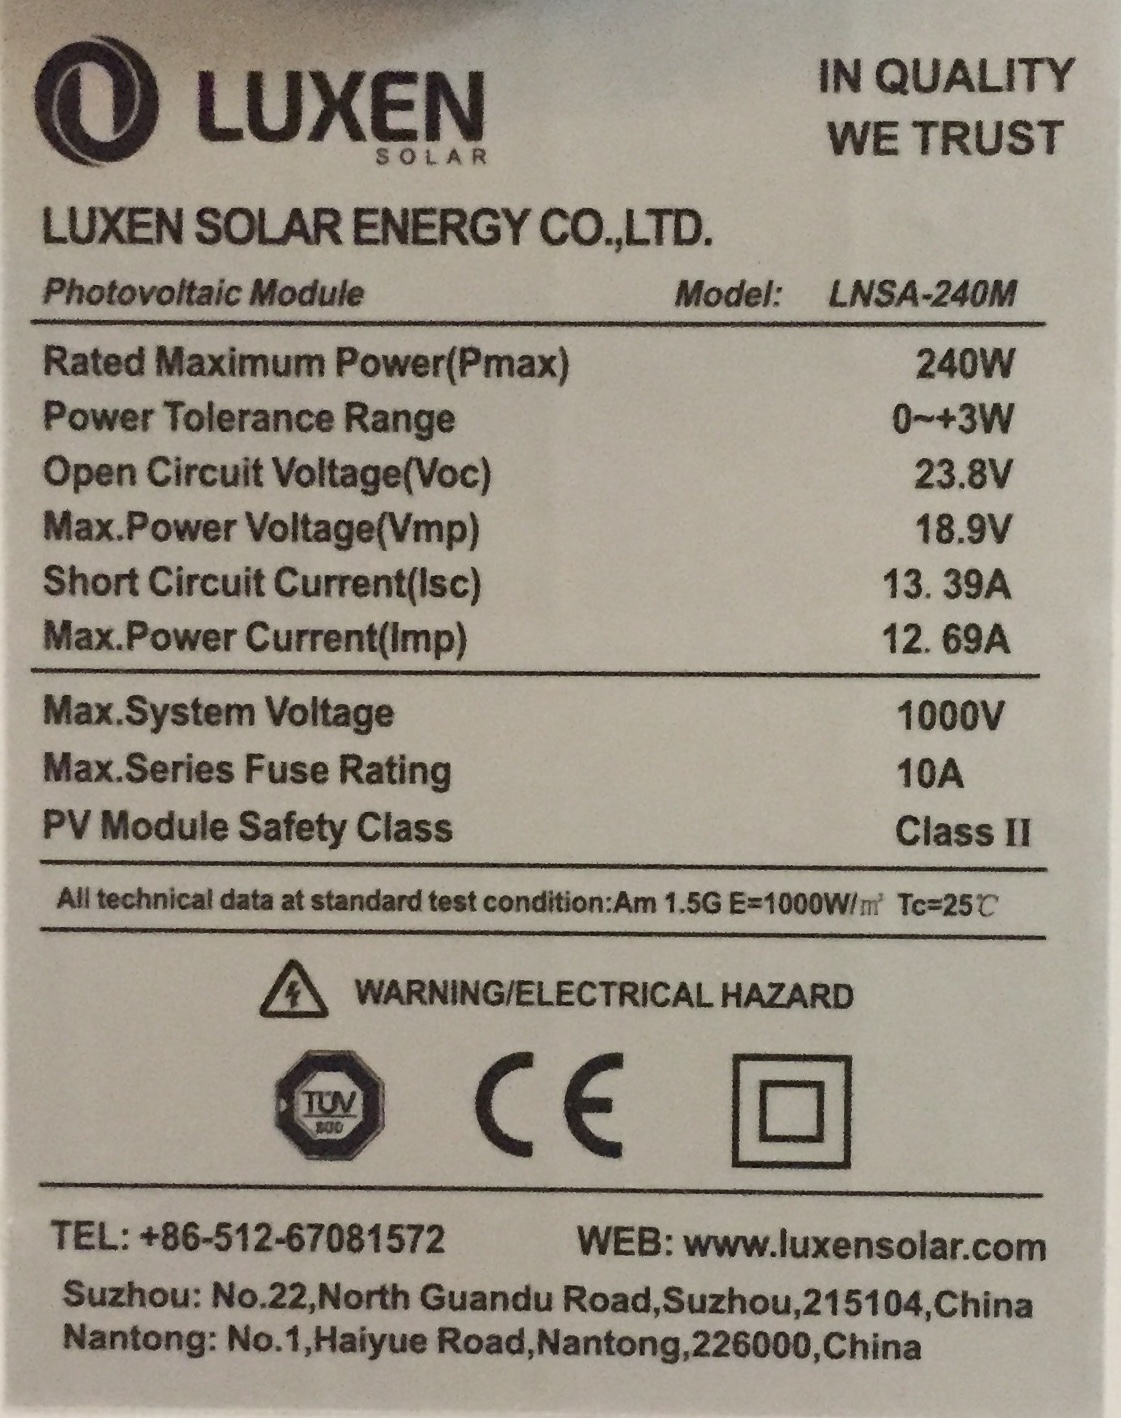 LUXEN
SOLAR
IN QUALITY
WE TRUST
LUXEN SOLAR ENERGY CO.,LTD.
Photovoltaic Module Model: LNSA-240M
Rated Maximum Power(Pmax) 240W
Power Tolerance Range 0~+3W
Open Circuit Voltage(Voc) 23.8V
Max.Power Voltage(Vmp) 18.9V
Short Circuit Current(Isc) 13. 39A
Max.Power Current(Imp) 12. 69A
Max.System Voltage 1000V
Max.Series Fuse Rating 10A
PV Module Safety Class Class II
All technical data at standard test condition:Am 1.5G E=1000W/㎡ Tc=25℃
WARNING/ELECTRICAL HAZARD
TÜV
CE
TEL: +86-512-67081572 WEB: www.luxensolar.com
Suzhou: No.22,North Guandu Road,Suzhou,215104,China
Nantong: No.1,Haiyue Road,Nantong,226000,China